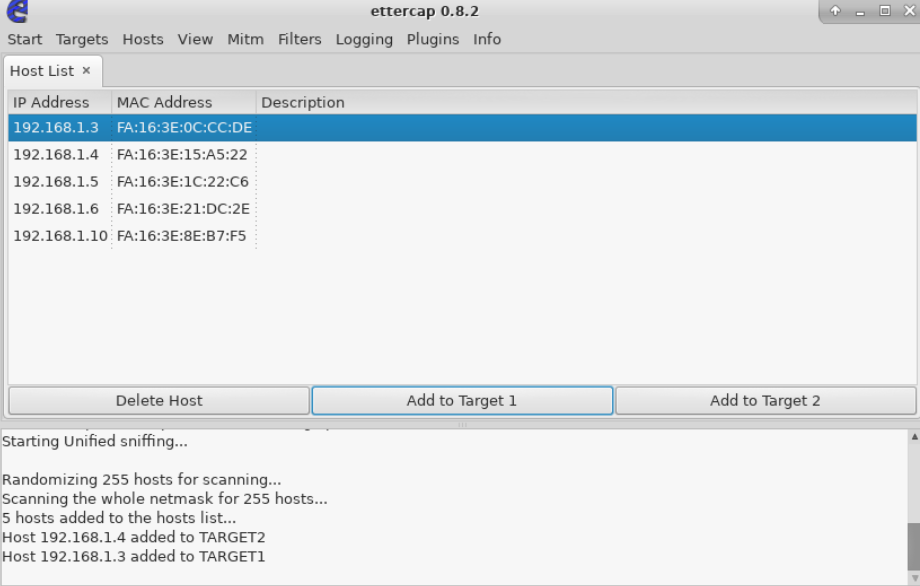 ettercap 0.8.2
Start Targets Hosts View Mitm Filters Logging Plugins Info
Host List ×
IP Address MAC Address Description
192.168.1.3 FA:16:3E:0C:CC:DE
192.168.1.4 FA:16:3E:15:A5:22
192.168.1.5 FA:16:3E:1C:22:C6
192.168.1.6 FA:16:3E:21:DC:2E
192.168.1.10 FA:16:3E:8E:B7:F5
Delete Host Add to Target 1 Add to Target 2
Starting Unified sniffing...
Randomizing 255 hosts for scanning...
Scanning the whole netmask for 255 hosts...
5 hosts added to the hosts list...
Host 192.168.1.4 added to TARGET2
Host 192.168.1.3 added to TARGET1